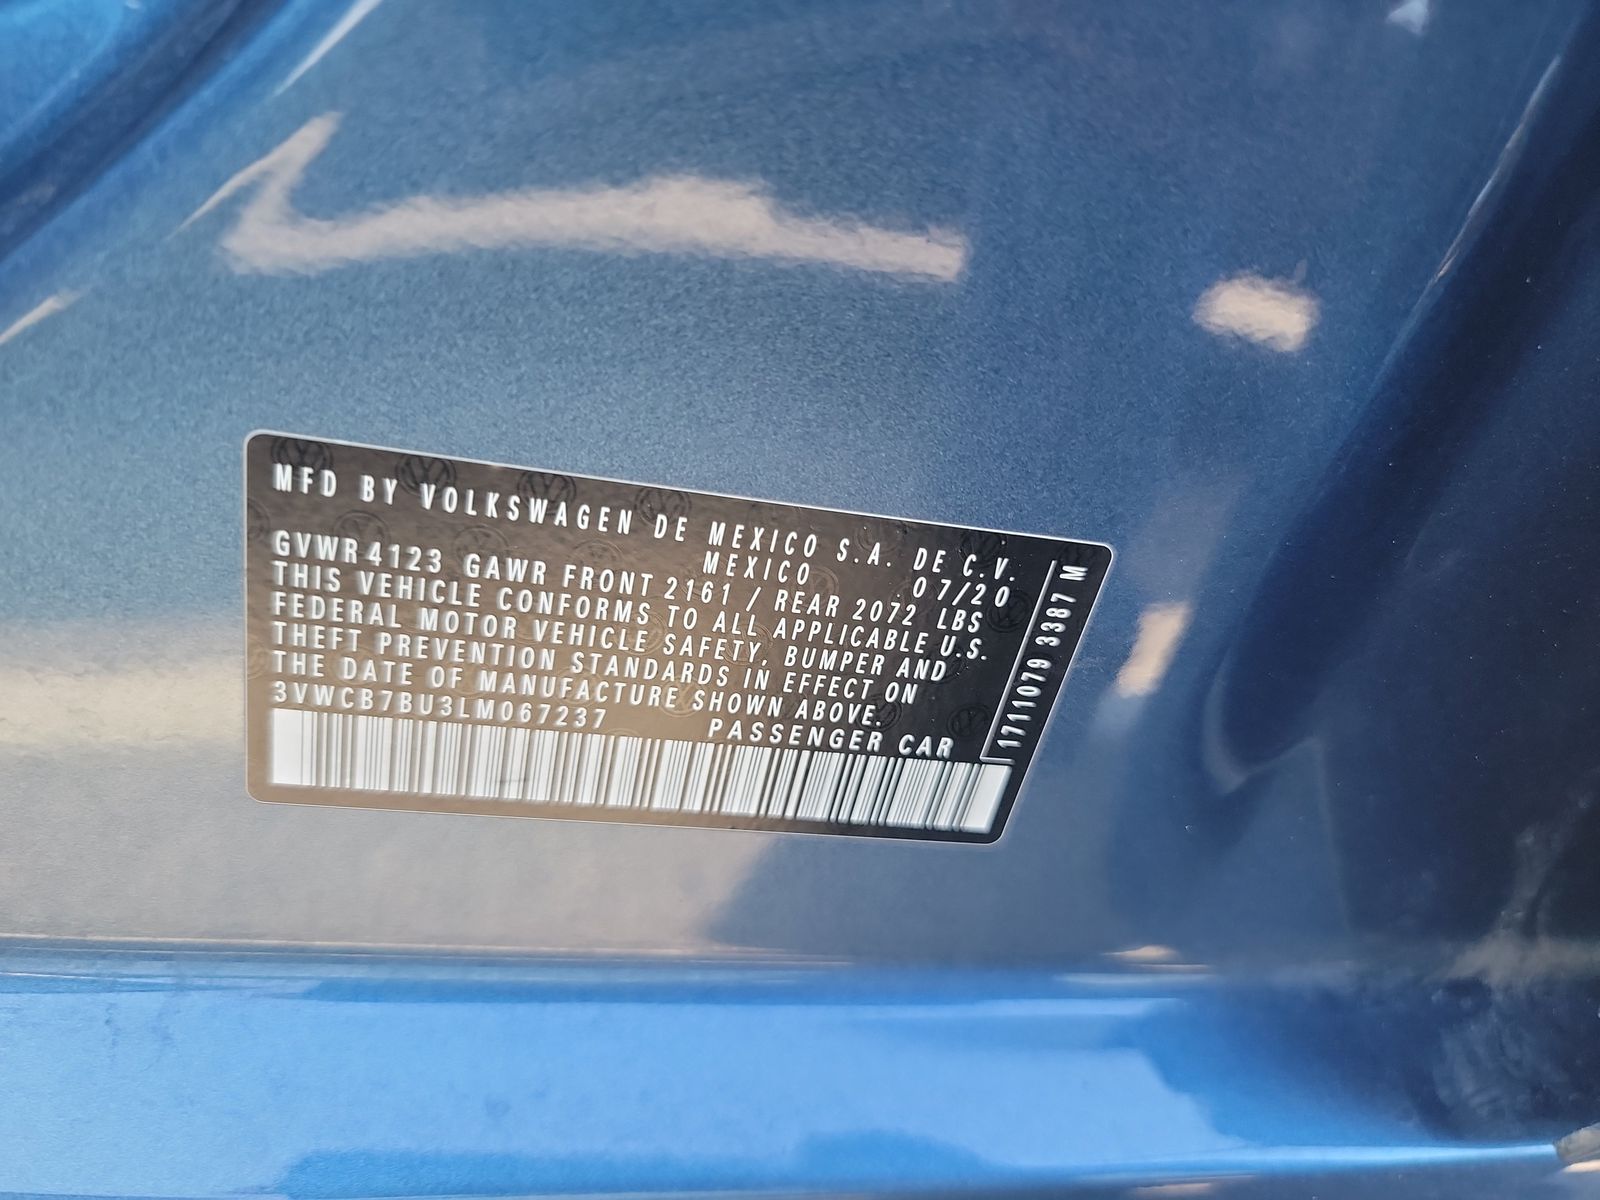 MFD BY VOLKSWAGEN DE MEXICO S.A. DE C.V.
MEXICO 07/20
GVWR 4123 GAWR FRONT 2161 / REAR 2072 LBS
THIS VEHICLE CONFORMS TO ALL APPLICABLE U.S.
FEDERAL MOTOR VEHICLE SAFETY, BUMPER AND
THEFT PREVENTION STANDARDS IN EFFECT ON
THE DATE OF MANUFACTURE SHOWN ABOVE.
3VWCB7BU3LM067237 PASSENGER CAR
1711079 3387 M